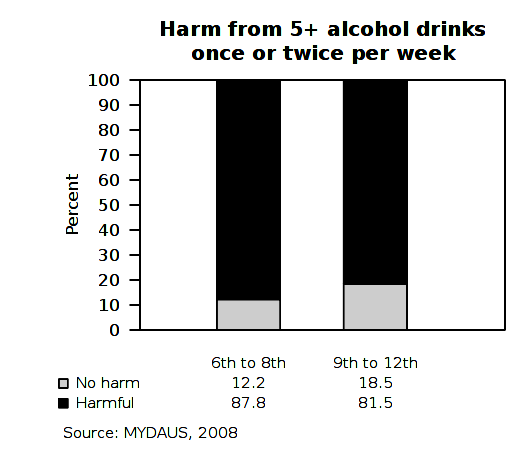 Harm from 5+ alcohol drinks
once or twice per week
100
90
80
70
60
50
40
30
20
10
0
Percent
6th to 8th 9th to 12th
No harm 12.2 18.5
Harmful 87.8 81.5
Source: MYDAUS, 2008